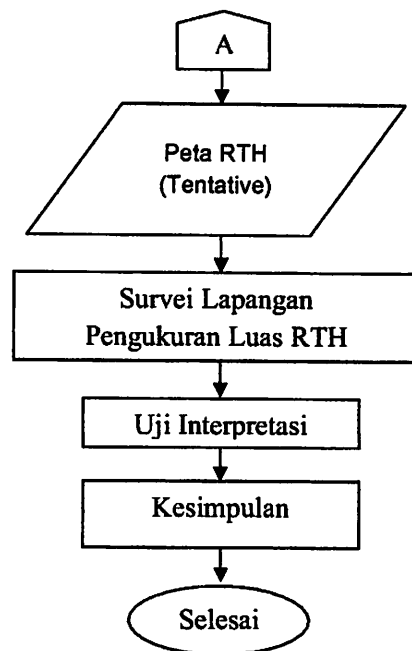 A
Peta RTH
(Tentative)
Survei Lapangan
Pengukuran Luas RTH
Uji Interpretasi
Kesimpulan
Selesai